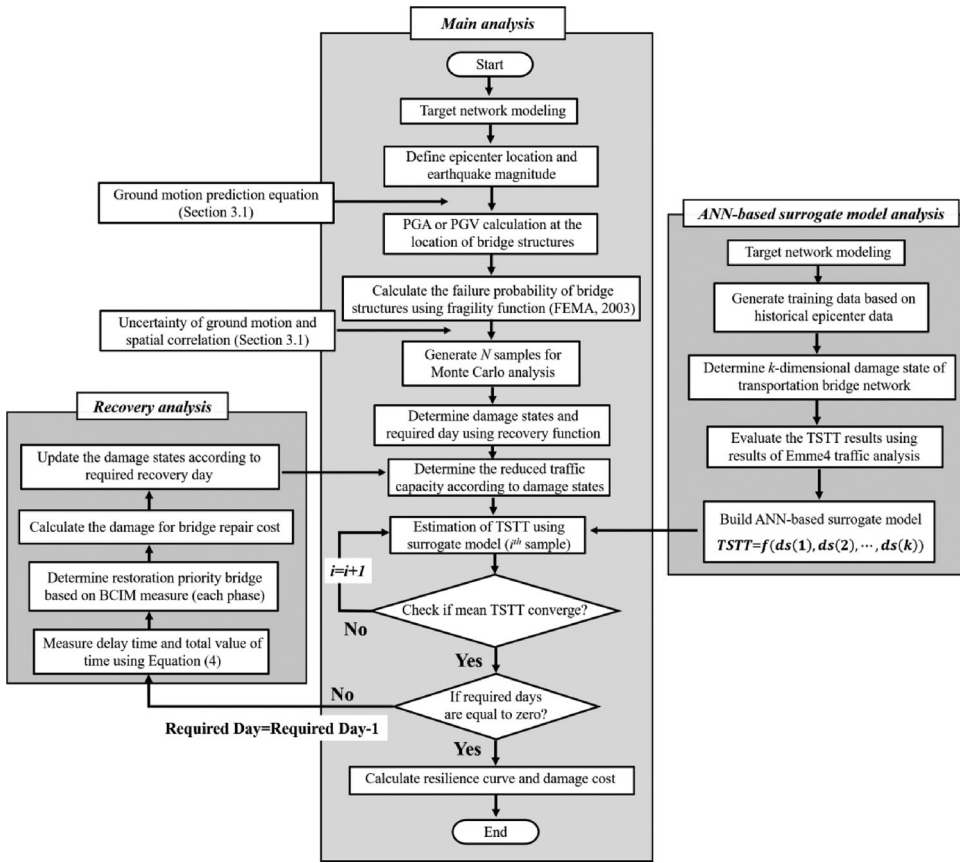 Main analysis
Start
Target network modeling
Define epicenter location and
earthquake magnitude
Ground motion prediction equation
(Section 3.1)
PGA or PGV calculation at the
location of bridge structures
Calculate the failure probability of bridge
structures using fragility function (FEMA, 2003)
Uncertainty of ground motion and
spatial correlation (Section 3.1)
Generate N samples for
Monte Carlo analysis
Determine damage states and
required day using recovery function
Determine the reduced traffic
capacity according to damage states
Estimation of TSTT using
surrogate model (ith sample)
i=i+1
Check if mean TSTT converge?
No
Yes
If required days
are equal to zero?
No
Required Day=Required Day-1
Yes
Calculate resilience curve and damage cost
End
Recovery analysis
Update the damage states according to
required recovery day
Calculate the damage for bridge repair cost
Determine restoration priority bridge
based on BCIM measure (each phase)
Measure delay time and total value of
time using Equation (4)
ANN-based surrogate model analysis
Target network modeling
Generate training data based on
historical epicenter data
Determine k-dimensional damage state of
transportation bridge network
Evaluate the TSTT results using
results of Emme4 traffic analysis
Build ANN-based surrogate model
TSTT=f(ds(1),ds(2),⋯,ds(k))